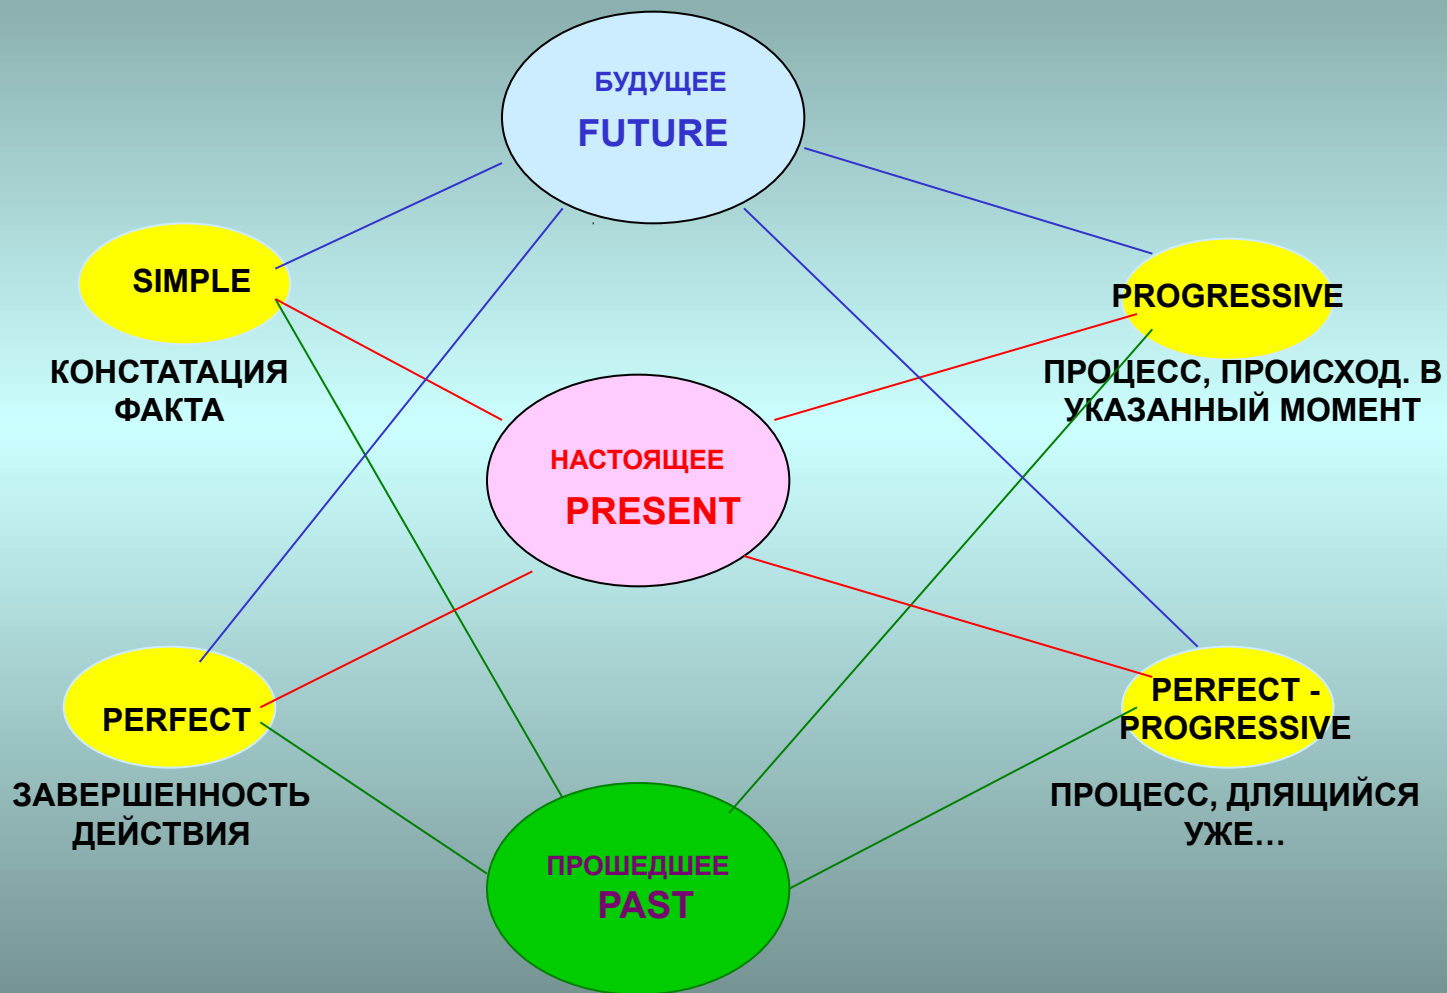 БУДУЩЕЕ
FUTURE
SIMPLE
КОНСТАТАЦИЯ
ФАКТА
PROGRESSIVE
ПРОЦЕСС, ПРОИСХОД. В
УКАЗАННЫЙ МОМЕНТ
НАСТОЯЩЕЕ
PRESENT
PERFECT
ЗАВЕРШЕННОСТЬ
ДЕЙСТВИЯ
PERFECT -
PROGRESSIVE
ПРОЦЕСС, ДЛЯЩИЙСЯ
УЖЕ…
ПРОШЕДШЕЕ
PAST